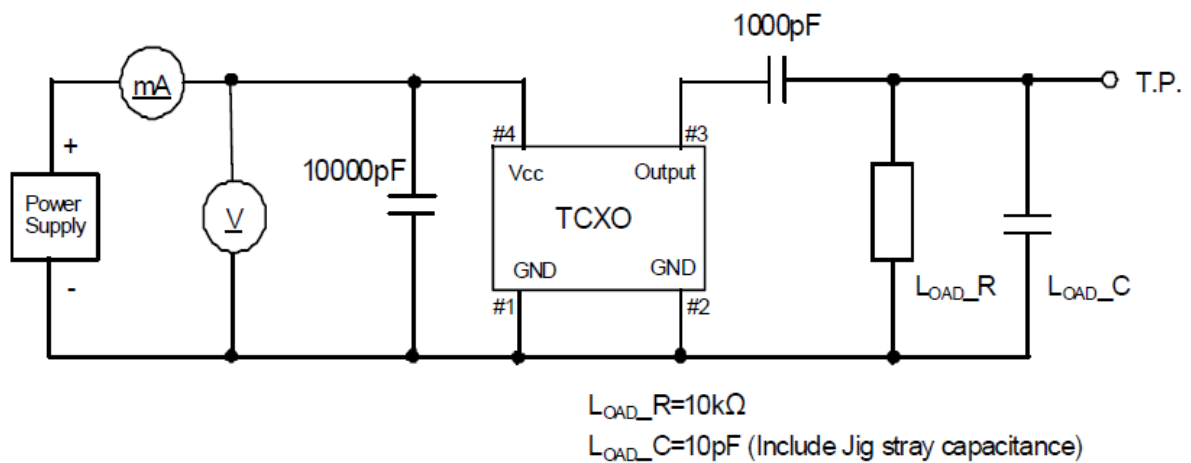 1000pF
mA
T.P.
#4
#3
+
Vcc
Output
10000pF
Power
Supply
V
TCXO
GND
GND
-
#1
#2
LOAD_R
LOAD_C
LOAD_R=10kΩ
LOAD_C=10pF (Include Jig stray capacitance)